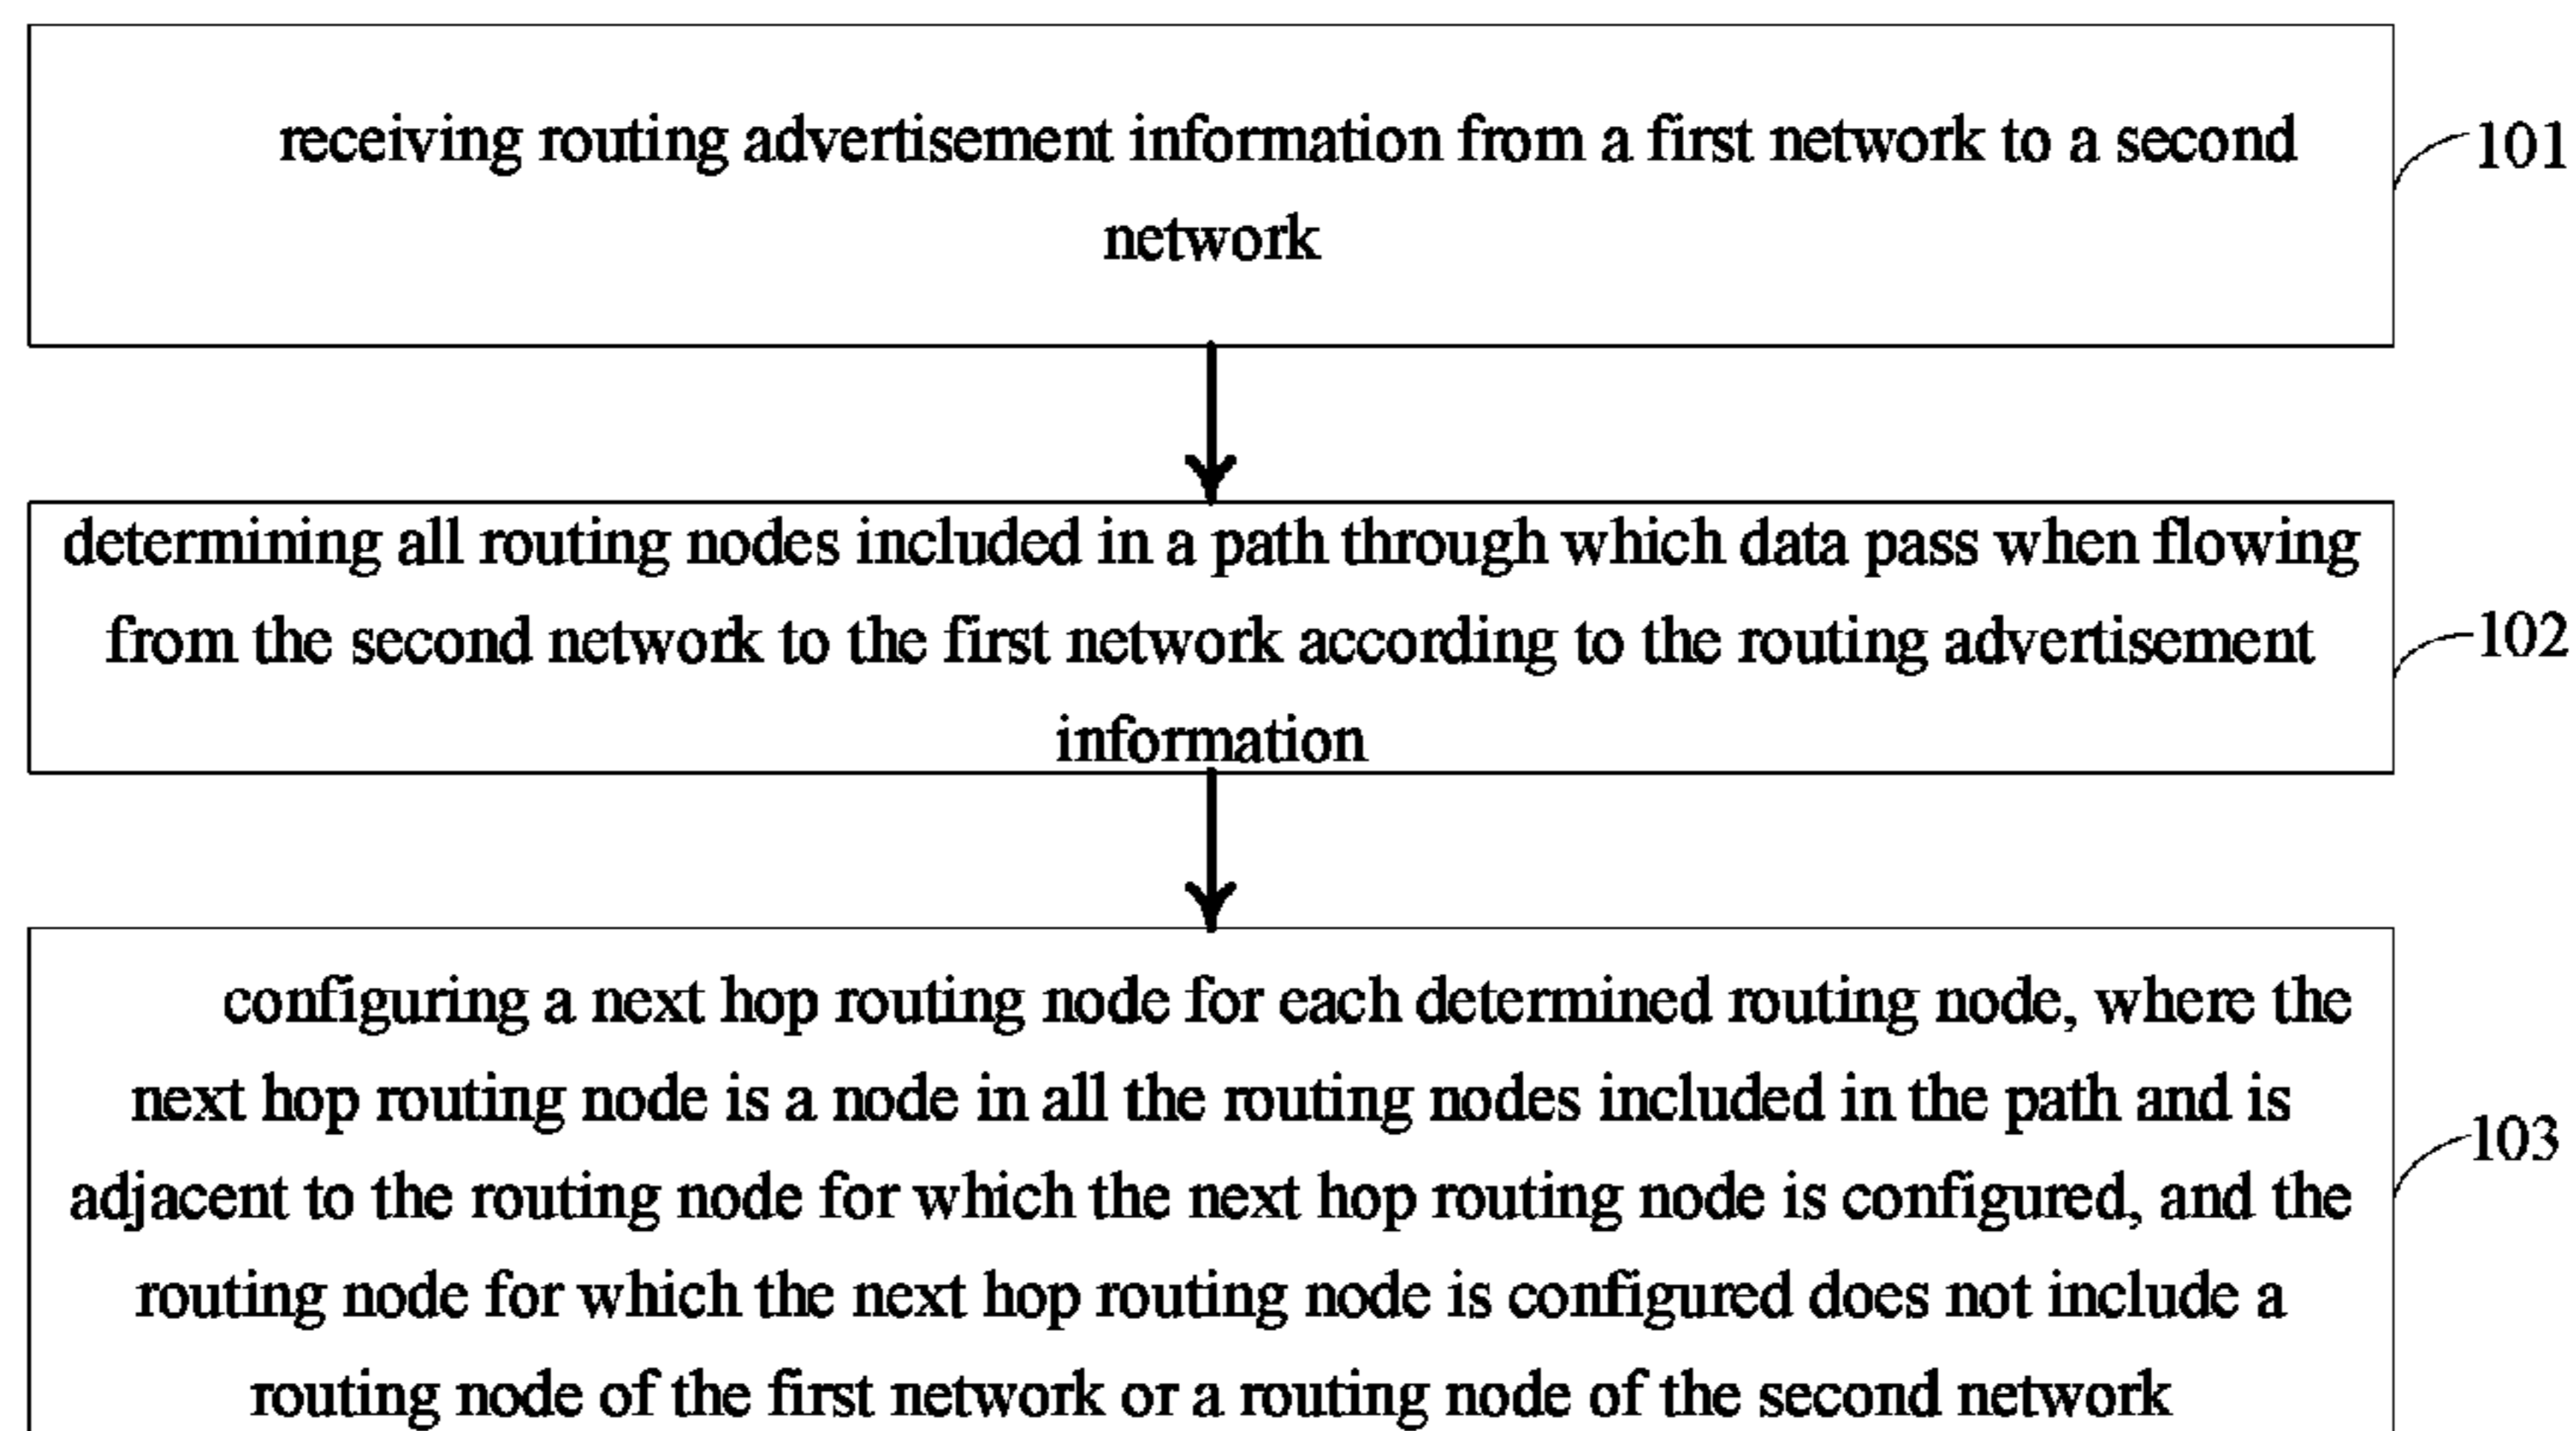 receiving routing advertisement information from a first network to a second
network
101
determining all routing nodes included in a path through which data pass when flowing
from the second network to the first network according to the routing advertisement
information
102
configuring a next hop routing node for each determined routing node, where the
next hop routing node is a node in all the routing nodes included in the path and is
adjacent to the routing node for which the next hop routing node is configured, and the
routing node for which the next hop routing node is configured does not include a
routing node of the first network or a routing node of the second network
103